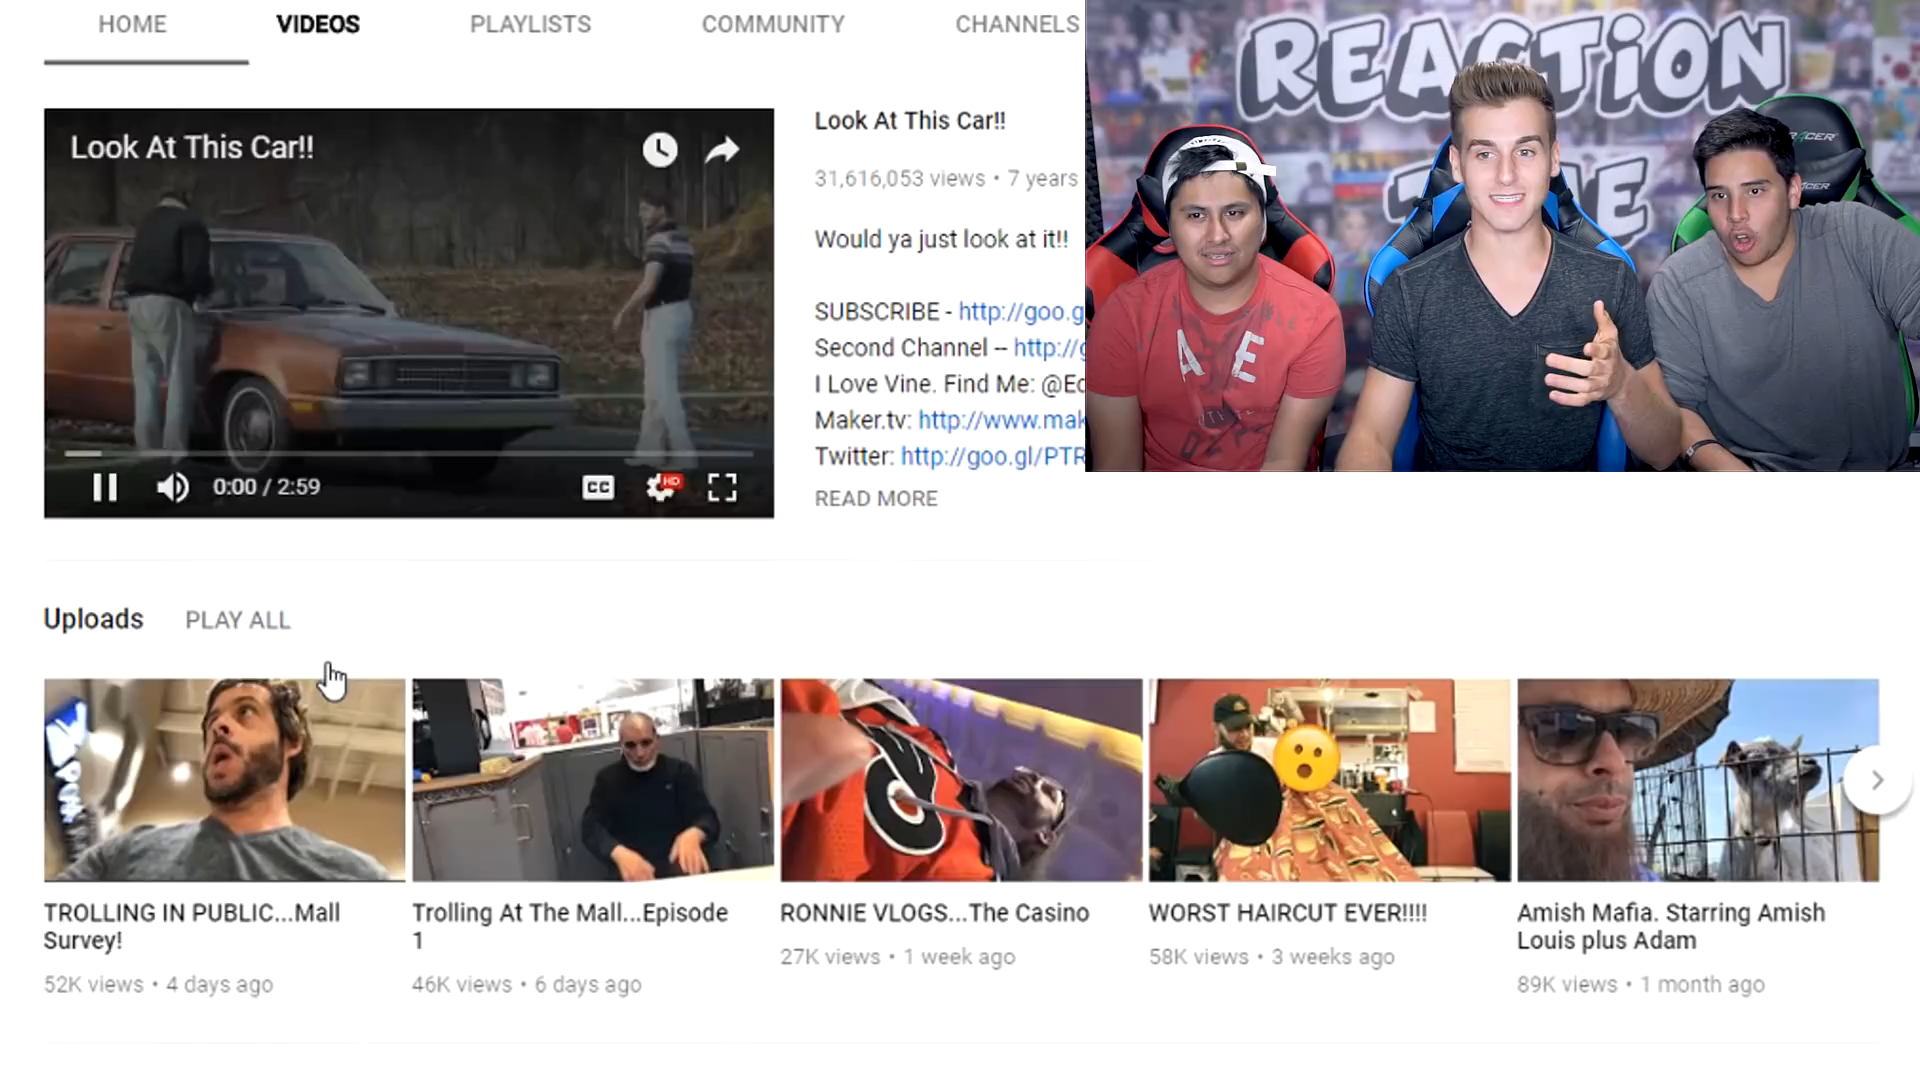 HOME VIDEOS PLAYLISTS COMMUNITY CHANNELS
Look At This Car!!
0:00 / 2:59
CC
HD
Look At This Car!!
31,616,053 views • 7 years
Would ya just look at it!!
SUBSCRIBE - http://goo.g
Second Channel -- http://g
I Love Vine. Find Me: @Ed
Maker.tv: http://www.mak
Twitter: http://goo.gl/PTR
READ MORE
REACTiON
A E
Uploads PLAY ALL
TROLLING IN PUBLIC...Mall
Survey!
52K views • 4 days ago
Trolling At The Mall...Episode
1
46K views • 6 days ago
RONNIE VLOGS...The Casino
27K views • 1 week ago
WORST HAIRCUT EVER!!!!
58K views • 3 weeks ago
Amish Mafia. Starring Amish
Louis plus Adam
89K views • 1 month ago